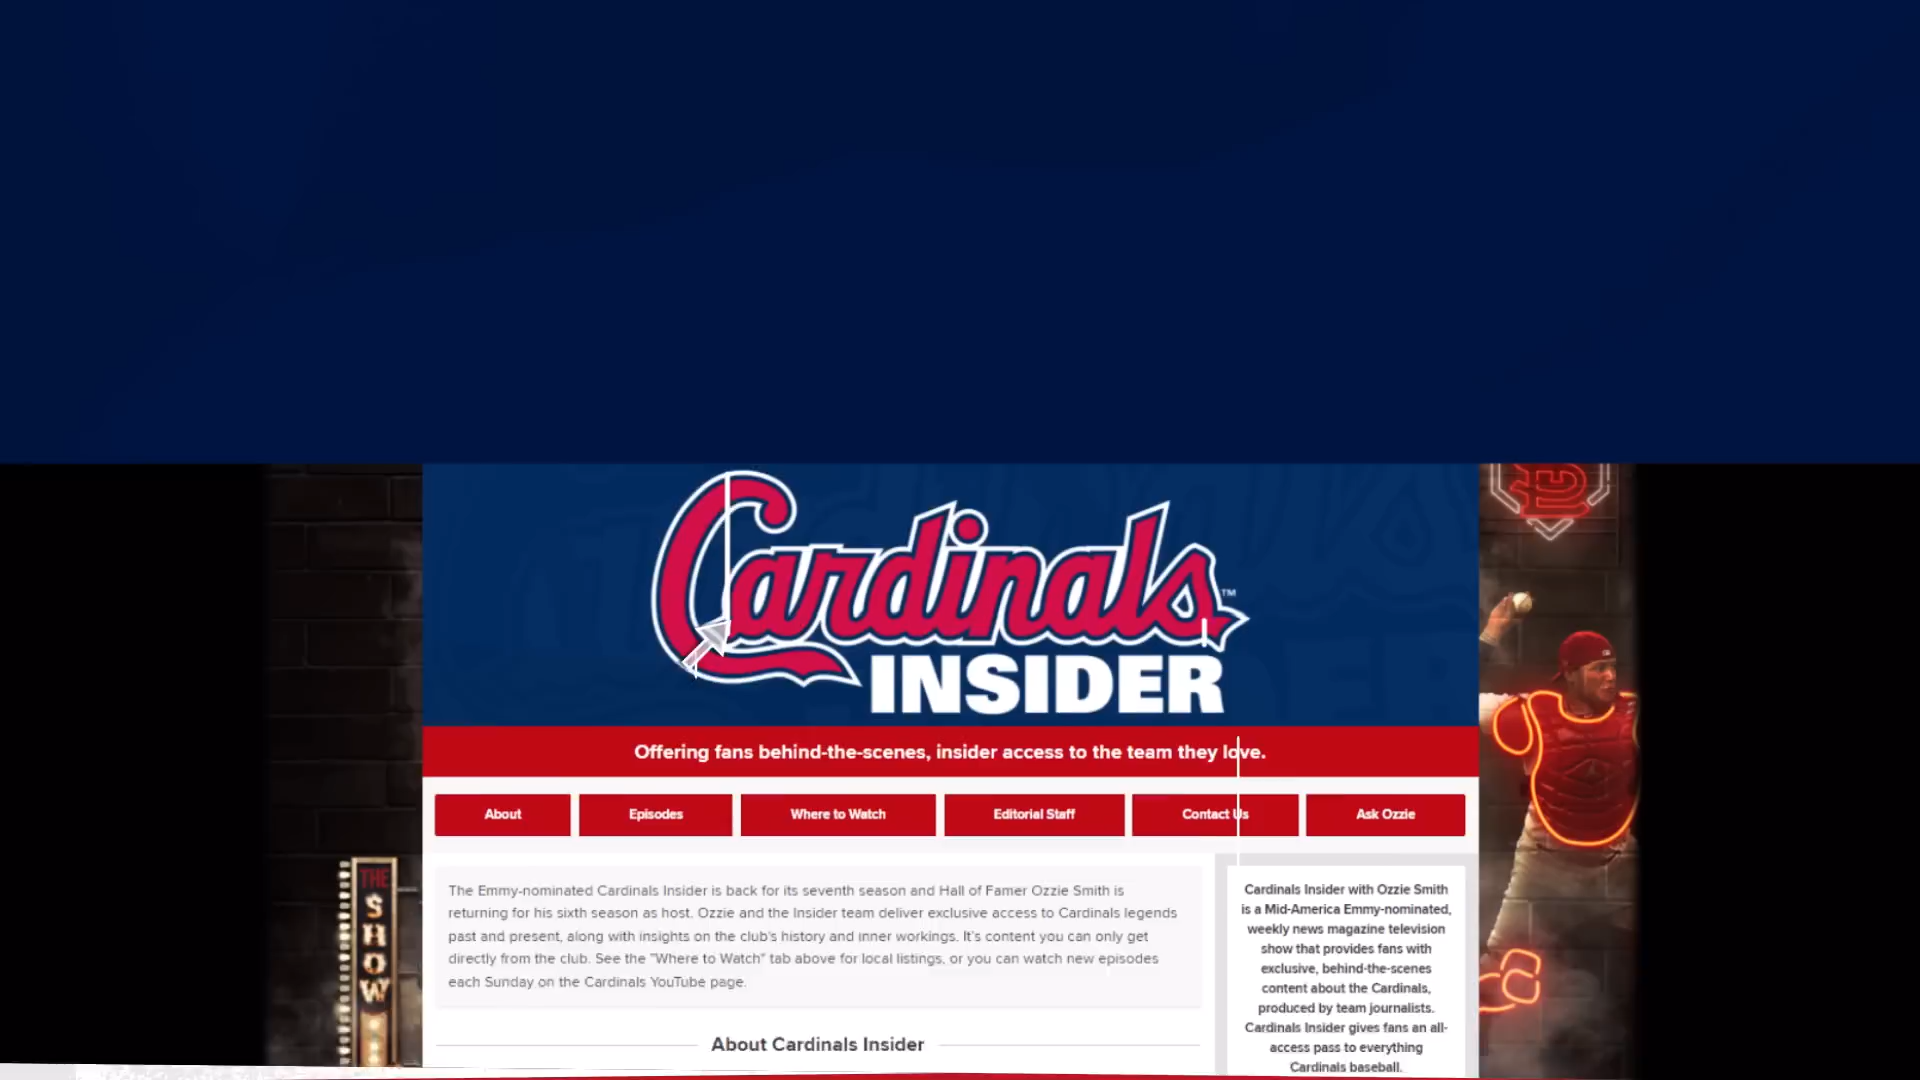 Cardinals™
INSIDER
Offering fans behind-the-scenes, insider access to the team they love.
About
Episodes
Where to Watch
Editorial Staff
Contact Us
Ask Ozzie
The Emmy-nominated Cardinals Insider is back for its seventh season and Hall of Famer Ozzie Smith is
returning for his sixth season as host. Ozzie and the Insider team deliver exclusive access to Cardinals legends
past and present, along with insights on the club's history and inner workings. It's content you can only get
directly from the club. See the "Where to Watch" tab above for local listings, or you can watch new episodes
each Sunday on the Cardinals YouTube page.
About Cardinals Insider
Cardinals Insider with Ozzie Smith
is a Mid-America Emmy-nominated,
weekly news magazine television
show that provides fans with
exclusive, behind-the-scenes
content about the Cardinals,
produced by team journalists.
Cardinals Insider gives fans an all-
access pass to everything
Cardinals baseball.
THE
SHOW